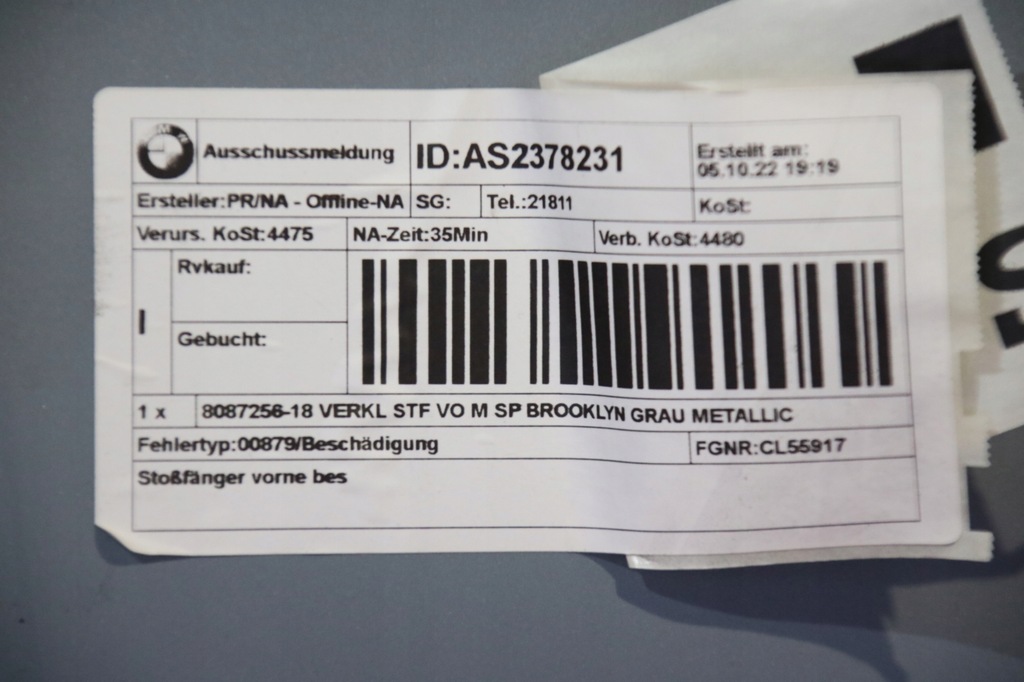 Ausschussmeldung
ID:AS2378231
Erstellt am:
05.10.22 19:19
Ersteller:PR/NA - Offline-NA
SG:
Tel.:21811
KoSt:
Verurs. KoSt:4475
NA-Zeit:35Min
Verb. KoSt:4480
Rvkauf:
I
Gebucht:
1 x
8087256-18 VERKL STF VO M SP BROOKLYN GRAU METALLIC
Fehlertyp:00879/Beschädigung
FGNR:CL55917
Stoßfänger vorne bes